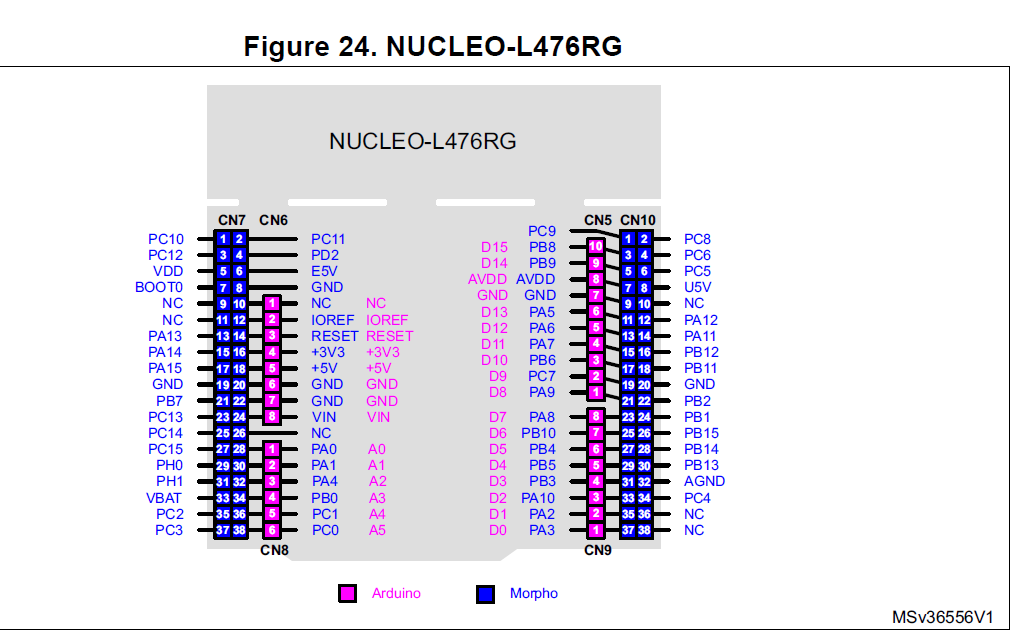 Figure 24. NUCLEO-L476RG
NUCLEO-L476RG
CN7 CN6 CN5 CN10
PC9
PC10 1 2 PC11 D15 PB8 10 1 2 PC8
PC12 3 4 PD2 D14 PB9 9 3 4 PC6
VDD 5 6 E5V AVDD AVDD 8 5 6 PC5
BOOT0 7 8 GND GND GND 7 7 8 U5V
NC 9 10 1 NC NC D13 PA5 6 9 10 NC
NC 11 12 2 IOREF IOREF D12 PA6 5 11 12 PA12
PA13 13 14 3 RESET RESET D11 PA7 4 13 14 PA11
PA14 15 16 4 +3V3 +3V3 D10 PB6 3 15 16 PB12
PA15 17 18 5 +5V +5V D9 PC7 2 17 18 PB11
GND 19 20 6 GND GND D8 PA9 1 19 20 GND
PB7 21 22 7 GND GND 21 22 PB2
PC13 23 24 8 VIN VIN D7 PA8 8 23 24 PB1
PC14 25 26 NC D6 PB10 7 25 26 PB15
PC15 27 28 1 PA0 A0 D5 PB4 6 27 28 PB14
PH0 29 30 2 PA1 A1 D4 PB5 5 29 30 PB13
PH1 31 32 3 PA4 A2 D3 PB3 4 31 32 AGND
VBAT 33 34 4 PB0 A3 D2 PA10 3 33 34 PC4
PC2 35 36 5 PC1 A4 D1 PA2 2 35 36 NC
PC3 37 38 6 PC0 A5 D0 PA3 1 37 38 NC
CN8 CN9
Arduino Morpho
MSv36556V1